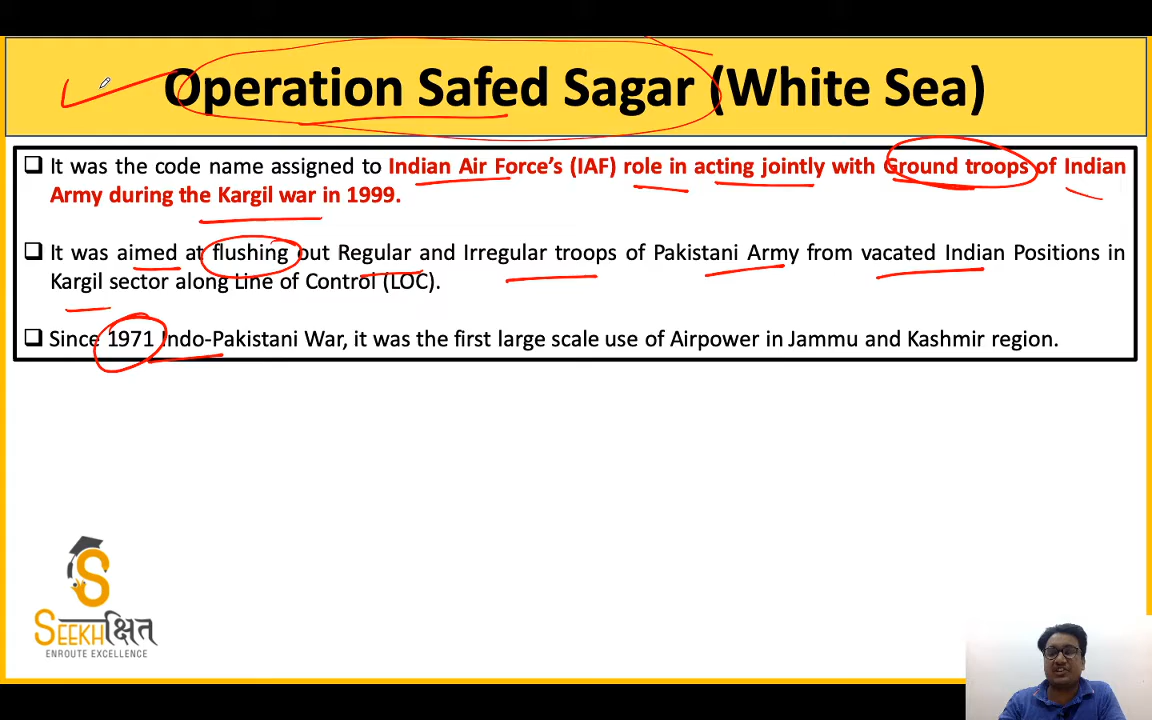 Operation Safed Sagar (White Sea)
It was the code name assigned to Indian Air Force's (IAF) role in acting jointly with Ground troops of Indian
Army during the Kargil war in 1999.
It was aimed at flushing out Regular and Irregular troops of Pakistani Army from vacated Indian Positions in
Kargil sector along Line of Control (LOC).
Since 1971 Indo-Pakistani War, it was the first large scale use of Airpower in Jammu and Kashmir region.
S
SEEKHक्षित
ENROUTE EXCELLENCE